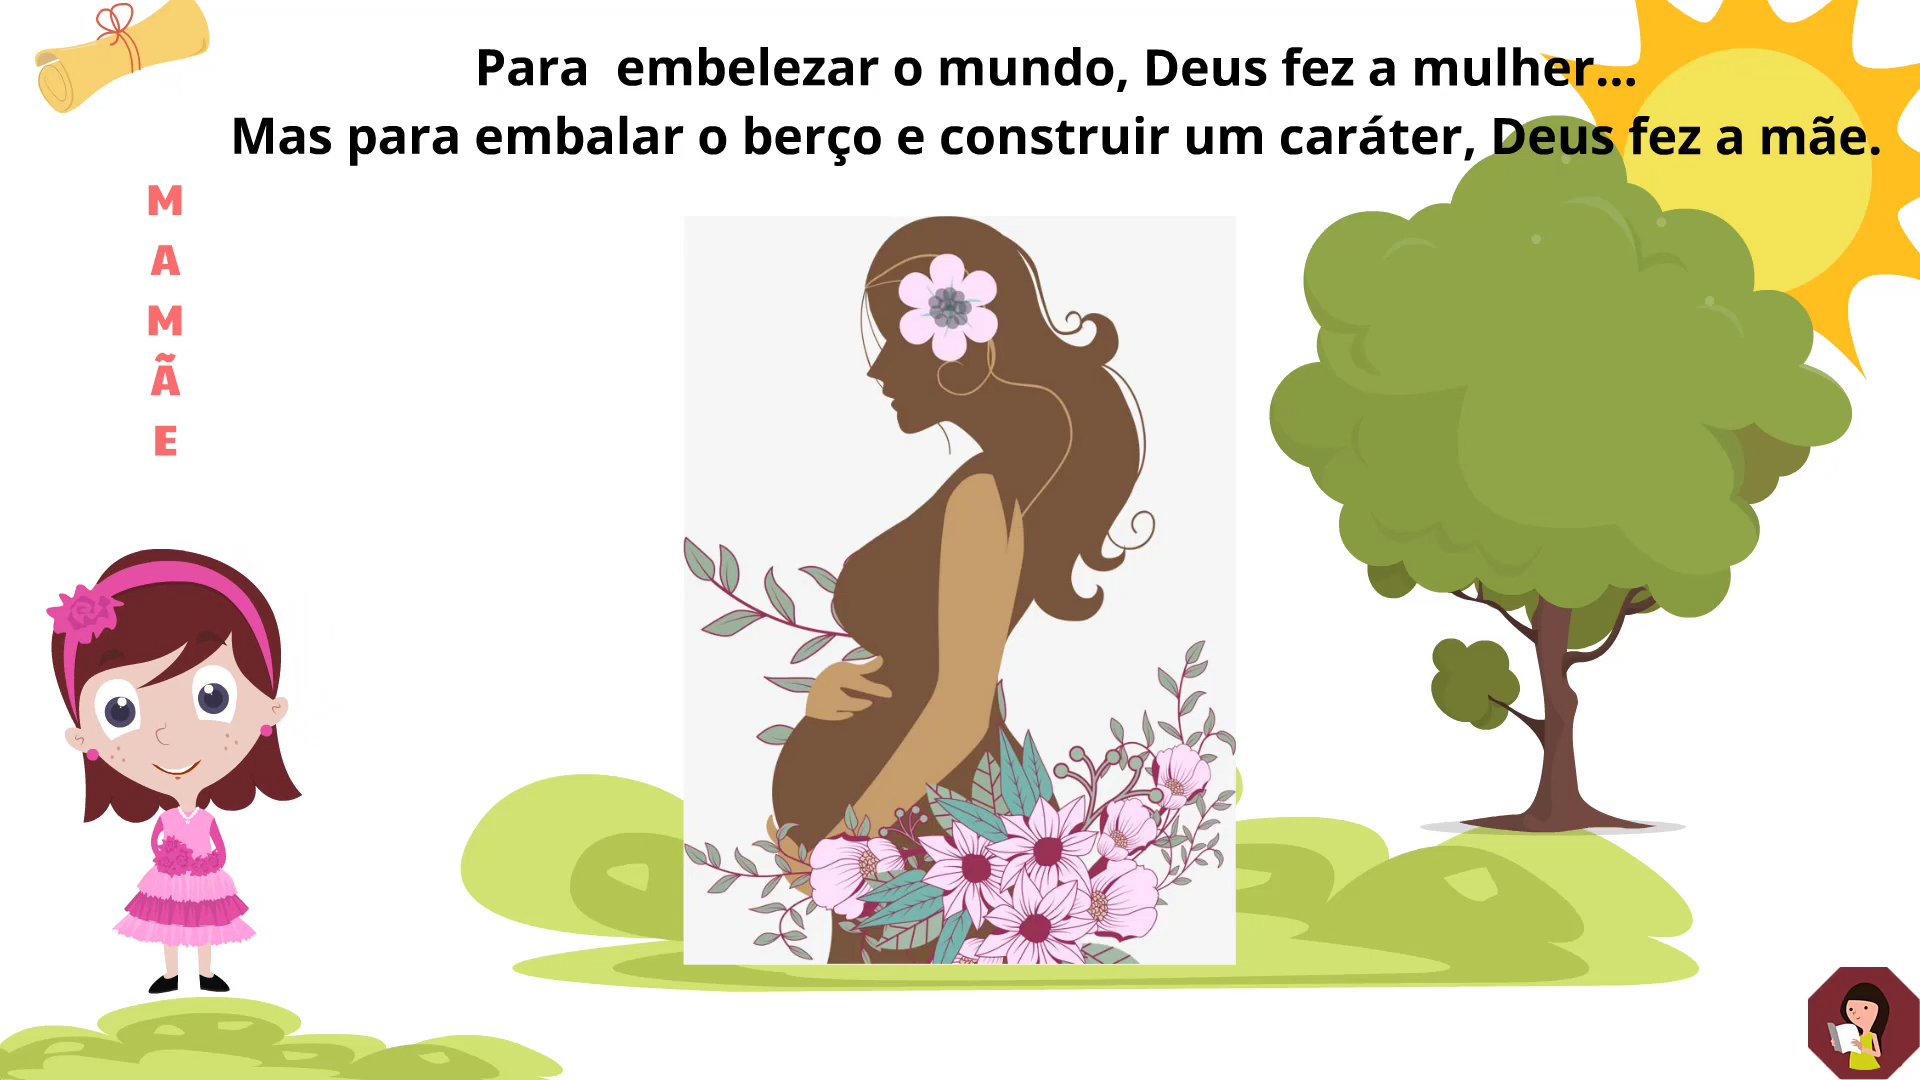 Para  embelezar o mundo, Deus fez a mulher...
Mas para embalar o berço e construir um caráter, Deus fez a mãe.
M
A
M
Ã
E